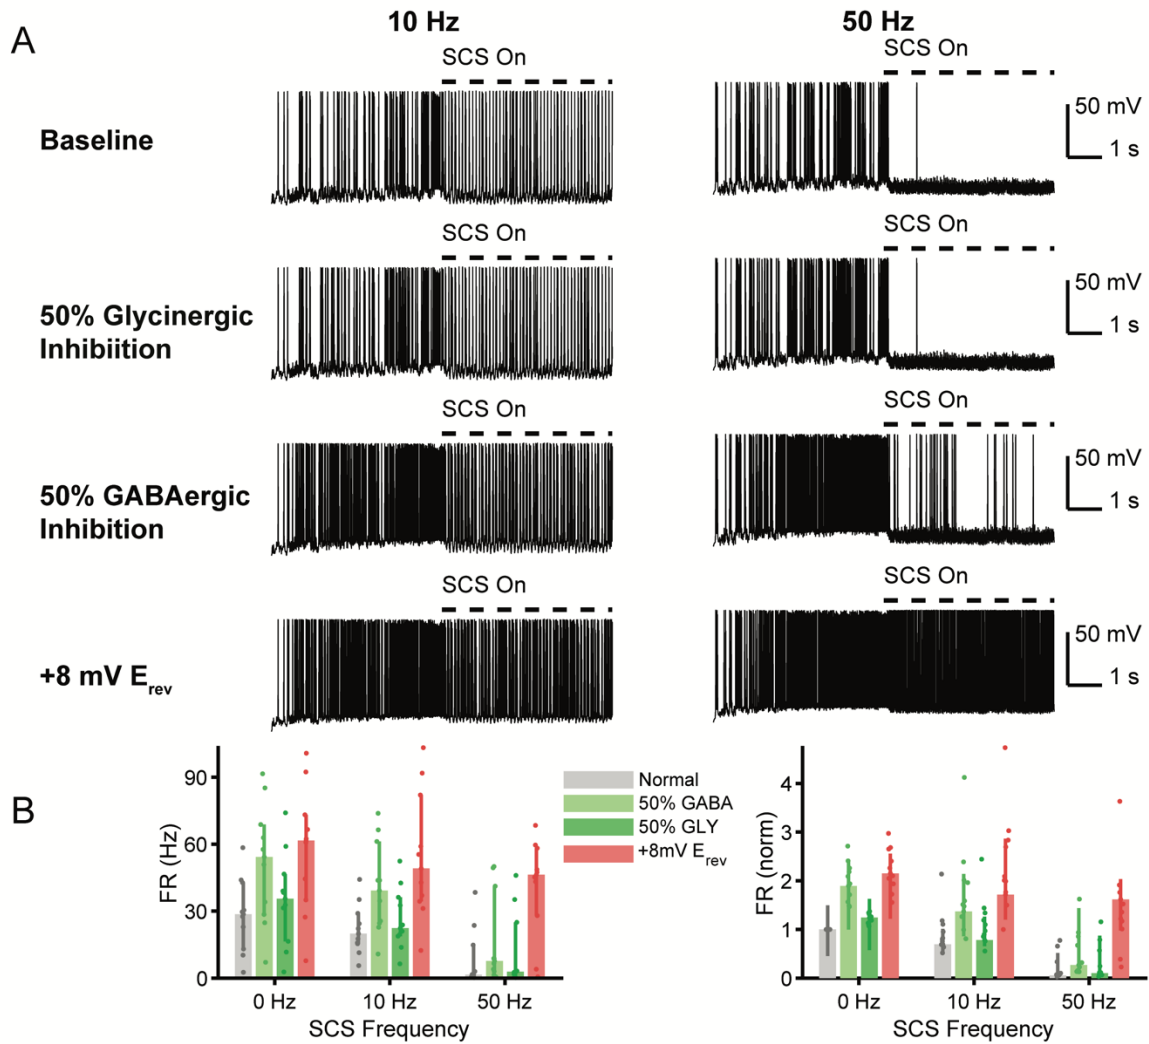 A
10 Hz
50 Hz
SCS On
SCS On
Baseline
50 mV
1 s
SCS On
SCS On
50% Glycinergic
Inhibiition
50 mV
1 s
SCS On
SCS On
50% GABAergic
Inhibition
50 mV
1 s
SCS On
SCS On
+8 mV Erev
50 mV
1 s
B
FR (Hz)
90
60
30
0
0 Hz
10 Hz
50 Hz
SCS Frequency
Normal
50% GABA
50% GLY
+8mV Erev
FR (norm)
4
3
2
1
0
0 Hz
10 Hz
50 Hz
SCS Frequency